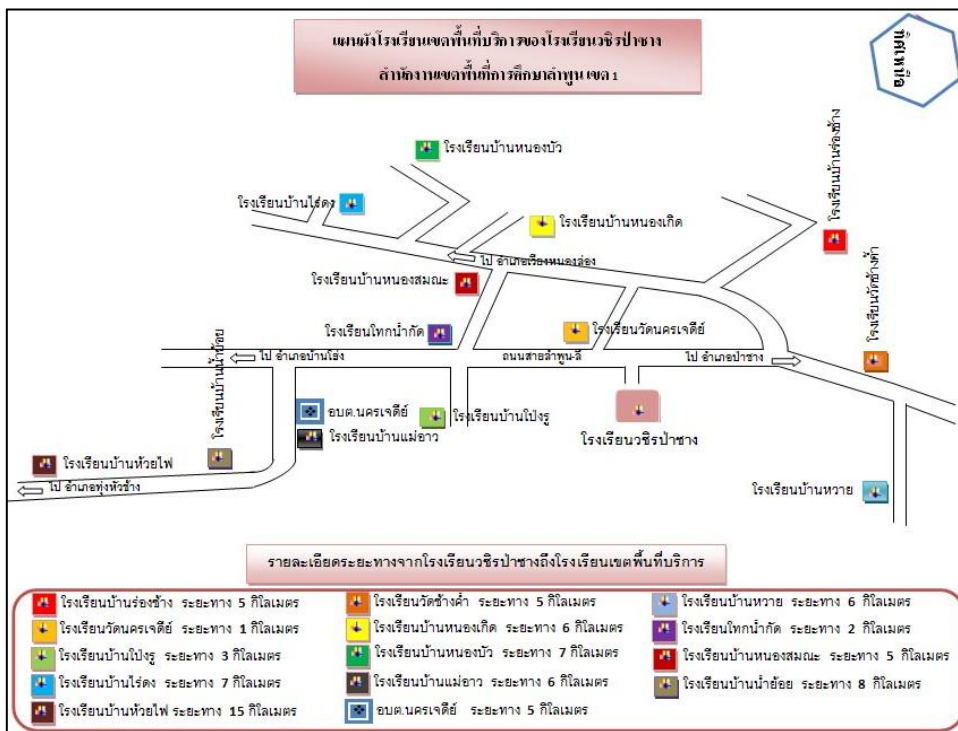 แผนผังโรงเรียนเขตพื้นที่บริการของโรงเรียนวชิรป่าซาง
สำนักงานเขตพื้นที่การศึกษาลำพูน เขต 1
ทิศเหนือ
โรงเรียนบ้านหนองบัว
โรงเรียนบ้านร่องช้าง
โรงเรียนบ้านไร่ดง
โรงเรียนบ้านหนองเกิด
ไป อำเภอเวียงหนองล่อง
โรงเรียนบ้านหนองสมณะ
โรงเรียนวัดช้างค้ำ
โรงเรียนโทกน้ำกัด
โรงเรียนวัดนครเจดีย์
ไป อำเภอบ้านโฮ่ง
ถนนสายลำพูน-ลี้
ไป อำเภอป่าซาง
โรงเรียนบ้านน้ำย้อย
อบต.นครเจดีย์
โรงเรียนบ้านโป่งรู
โรงเรียนบ้านแม่อาว
โรงเรียนวชิรป่าซาง
โรงเรียนบ้านห้วยไฟ
ไป อำเภอทุ่งหัวช้าง
โรงเรียนบ้านหวาย
รายละเอียดระยะทางจากโรงเรียนวชิรป่าซางถึงโรงเรียนเขตพื้นที่บริการ
โรงเรียนบ้านร่องช้าง ระยะทาง 5 กิโลเมตร
โรงเรียนวัดช้างค้ำ ระยะทาง 5 กิโลเมตร
โรงเรียนบ้านหวาย ระยะทาง 6 กิโลเมตร
โรงเรียนวัดนครเจดีย์ ระยะทาง 1 กิโลเมตร
โรงเรียนบ้านหนองเกิด ระยะทาง 6 กิโลเมตร
โรงเรียนโทกน้ำกัด ระยะทาง 2 กิโลเมตร
โรงเรียนบ้านโป่งรู ระยะทาง 3 กิโลเมตร
โรงเรียนบ้านหนองบัว ระยะทาง 7 กิโลเมตร
โรงเรียนบ้านหนองสมณะ ระยะทาง 5 กิโลเมตร
โรงเรียนบ้านไร่ดง ระยะทาง 7 กิโลเมตร
โรงเรียนบ้านแม่อาว ระยะทาง 6 กิโลเมตร
โรงเรียนบ้านน้ำย้อย ระยะทาง 8 กิโลเมตร
โรงเรียนบ้านห้วยไฟ ระยะทาง 15 กิโลเมตร
อบต.นครเจดีย์ ระยะทาง 5 กิโลเมตร